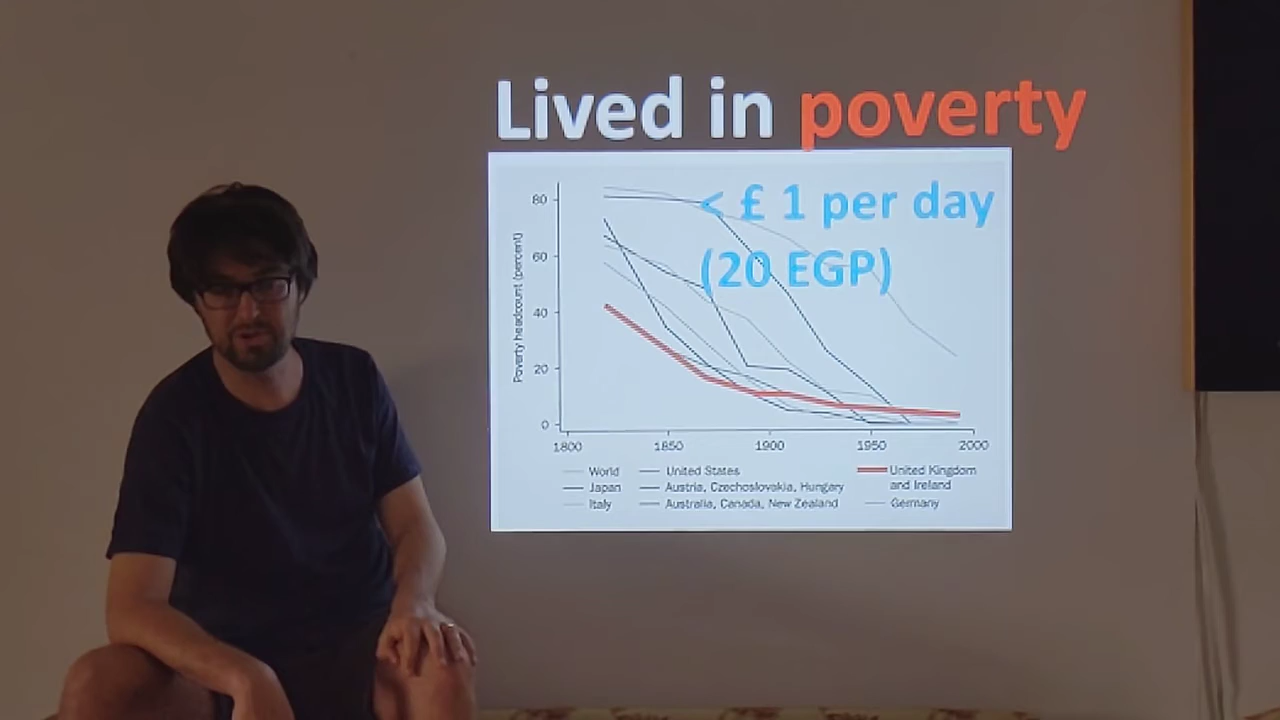 Lived in poverty
< £ 1 per day
(20 EGP)
Poverty headcount (percent)
80
60
40
20
0
1800 1850 1900 1950 2000
World United States United Kingdom
and Ireland
Japan Austria, Czechoslovakia, Hungary
Italy Australia, Canada, New Zealand Germany